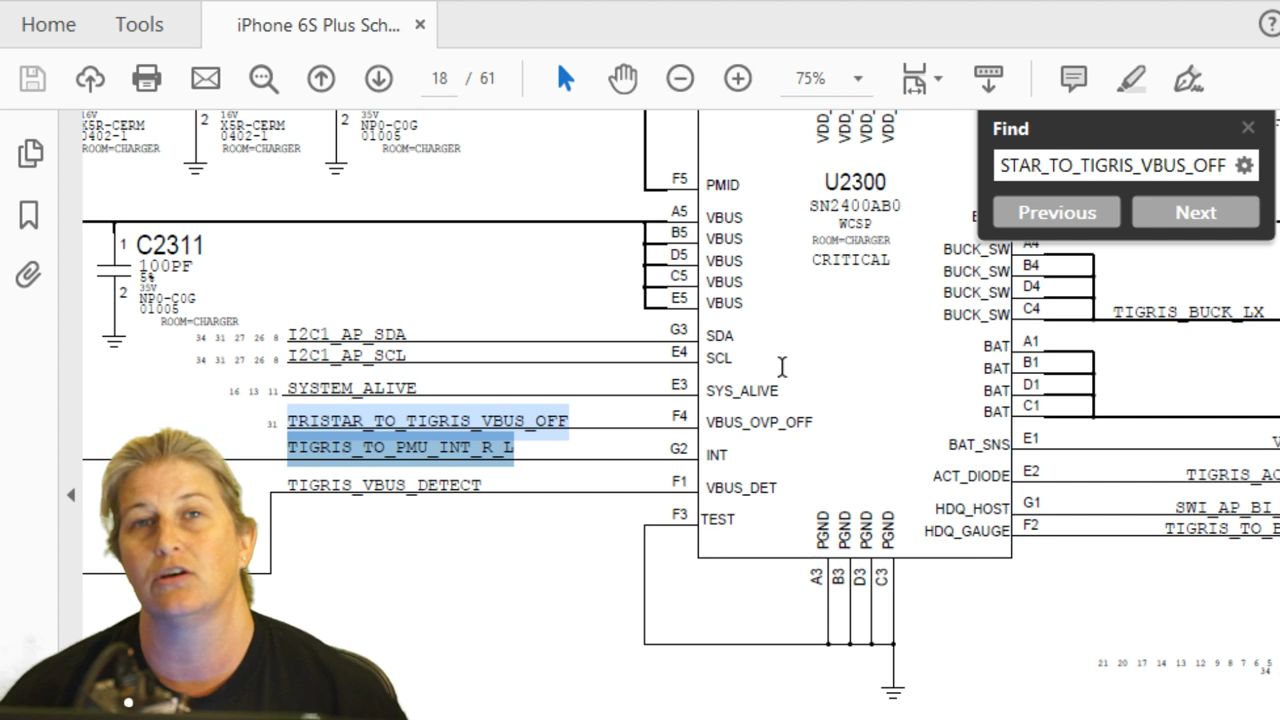 Home Tools iPhone 6S Plus Sch... ×
18 / 61 75%
Find ×
STAR_TO_TIGRIS_VBUS_OFF
Previous Next
16V
X5R-CERM
0402-1
ROOM=CHARGER
2 16V
X5R-CERM
0402-1
ROOM=CHARGER
2 35V
NP0-C0G
01005
ROOM=CHARGER
U2300
SN2400AB0
WCSP
ROOM=CHARGER
CRITICAL
F5 PMID
A5 VBUS
B5 VBUS
D5 VBUS
C5 VBUS
E5 VBUS
1 C2311
100PF
5%
35V
2 NP0-C0G
01005
ROOM=CHARGER
34 31 27 26 8 I2C1_AP_SDA G3 SDA
34 31 27 26 8 I2C1_AP_SCL E4 SCL
16 13 11 SYSTEM_ALIVE E3 SYS_ALIVE
31 TRISTAR_TO_TIGRIS_VBUS_OFF F4 VBUS_OVP_OFF
TIGRIS_TO_PMU_INT_R_L G2 INT
TIGRIS_VBUS_DETECT F1 VBUS_DET
F3 TEST
BUCK_SW A4
BUCK_SW B4
BUCK_SW D4
BUCK_SW C4 TIGRIS_BUCK_LX
BAT A1
BAT B1
BAT D1
BAT C1
BAT_SNS E1
ACT_DIODE E2
HDQ_HOST G1
HDQ_GAUGE F2
PGND PGND PGND PGND
A3 B3 D3 C3
21 20 17 14 13 12 9 8 7 6 5
34